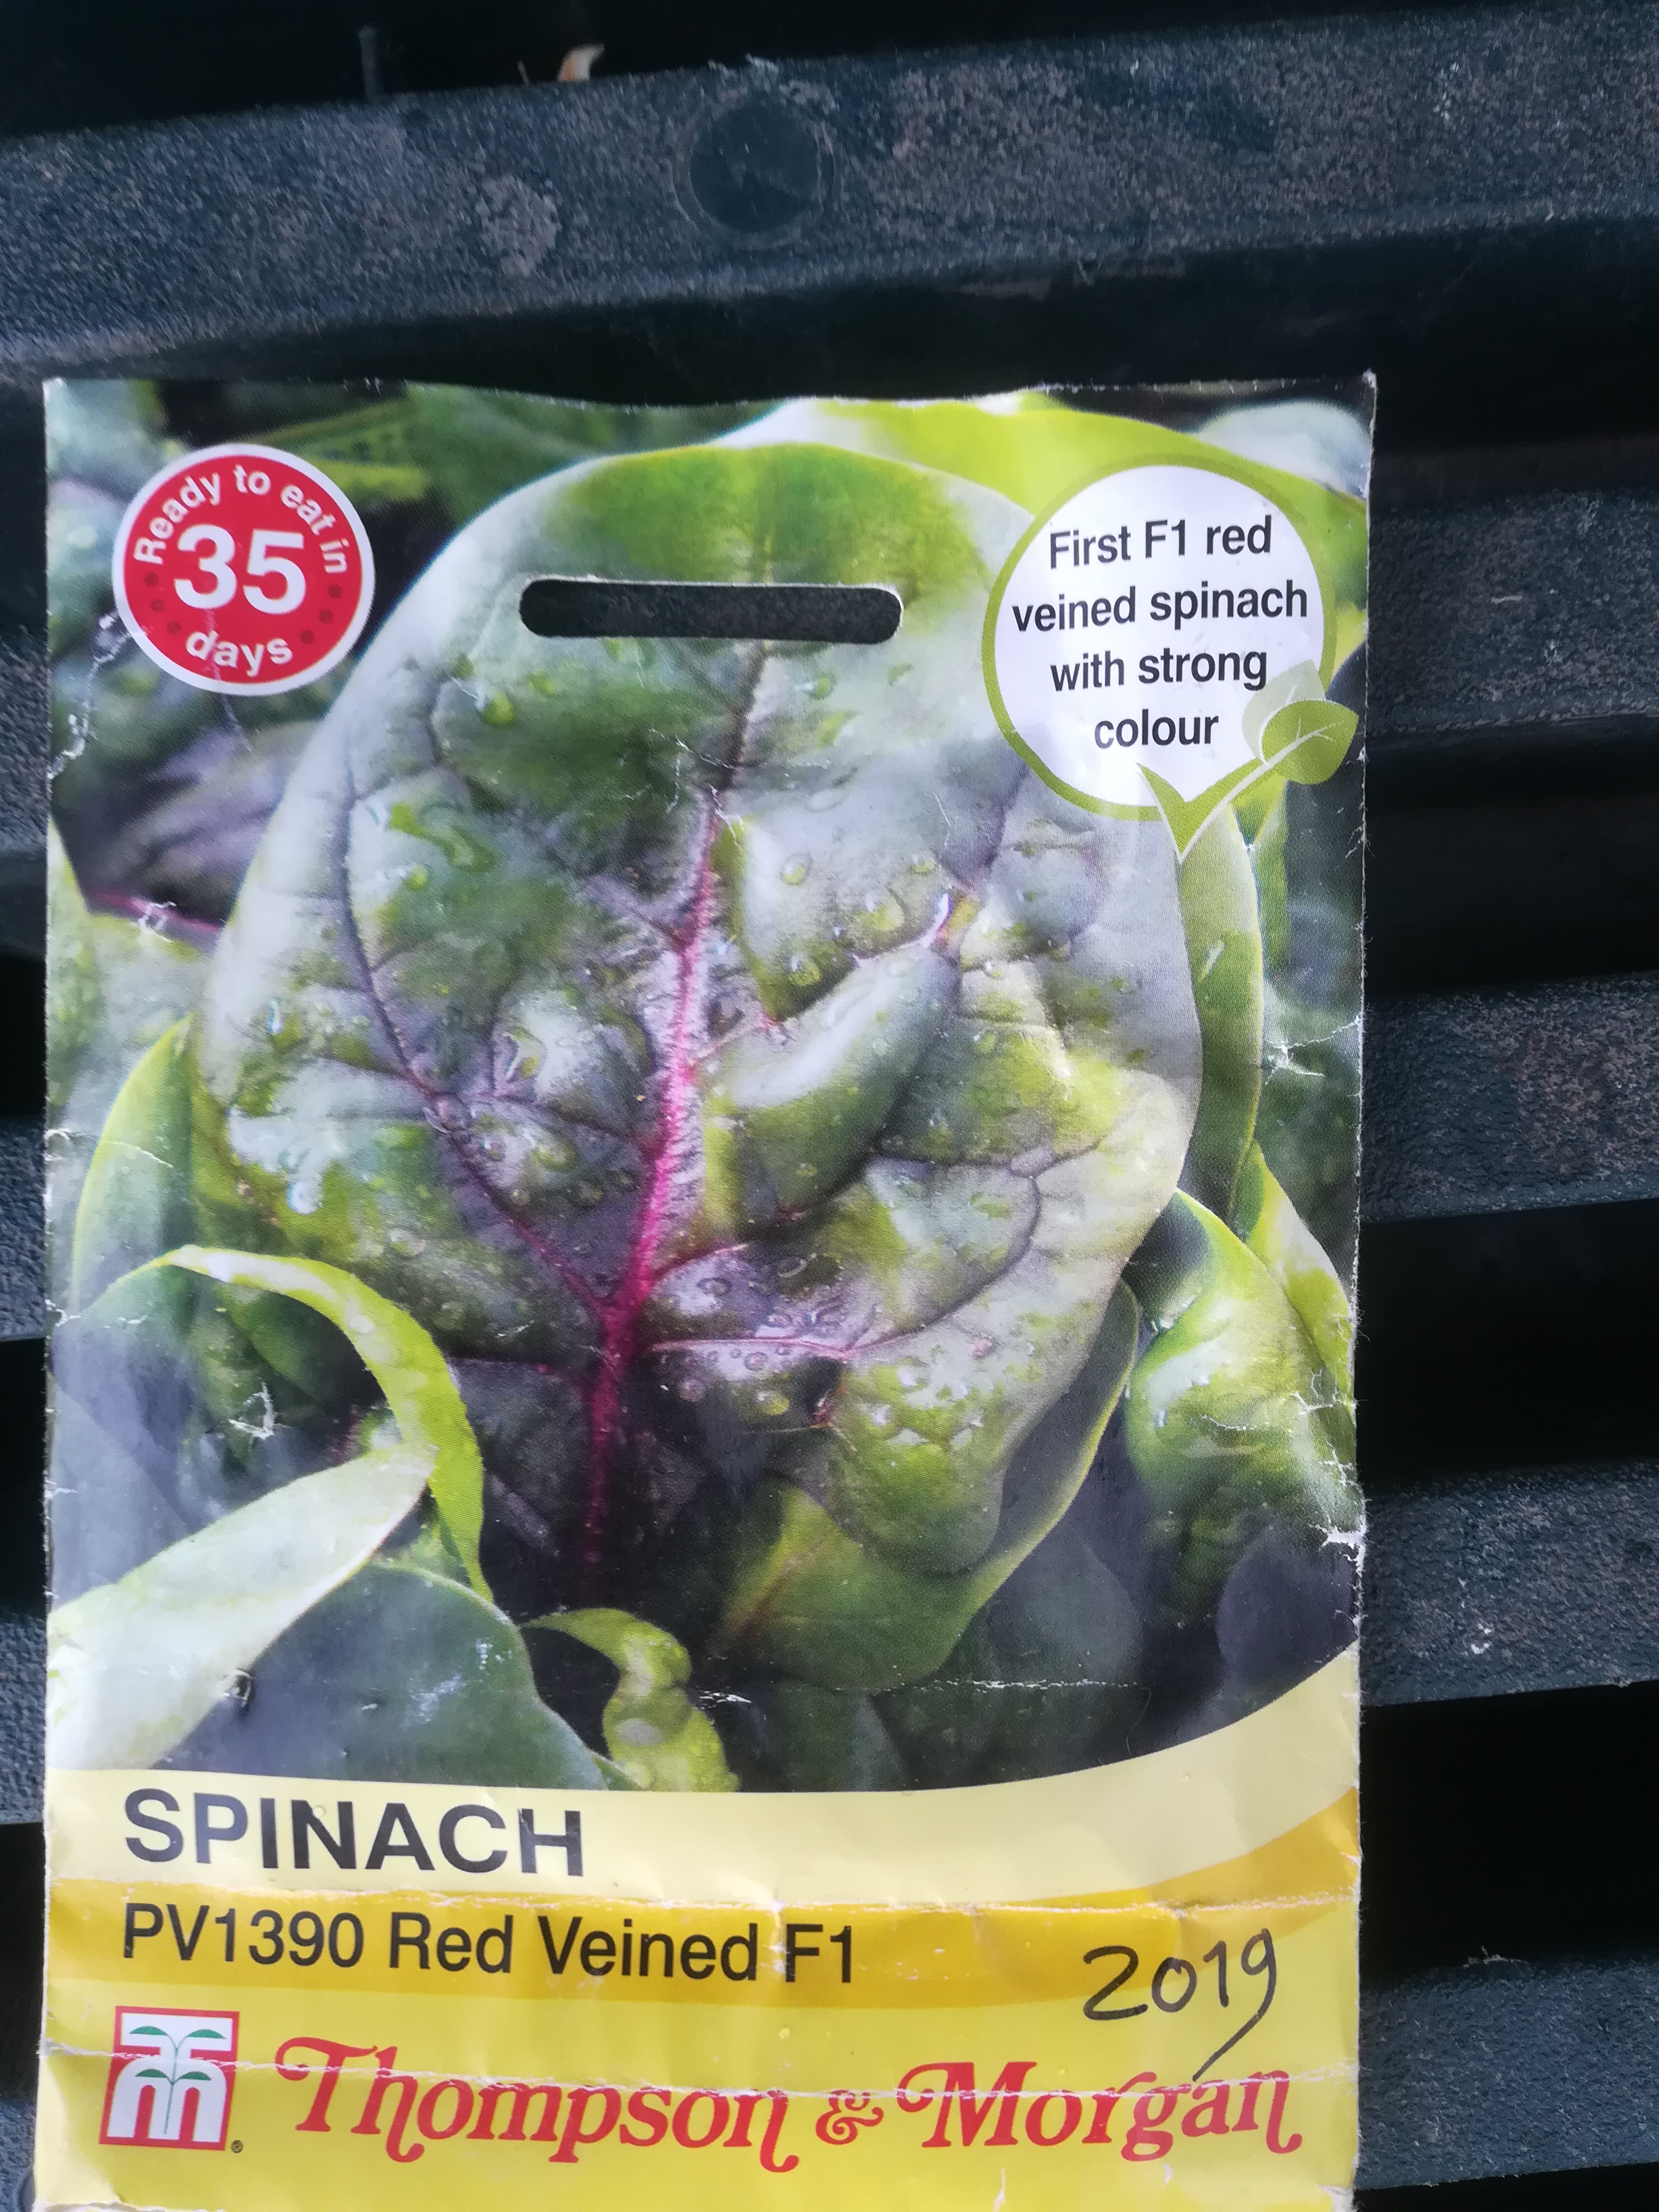 Ready to eat in
35
days
First F1 red
veined spinach
with strong
colour
SPINACH
PV1390 Red Veined F1
2019
Thompson & Morgan
®